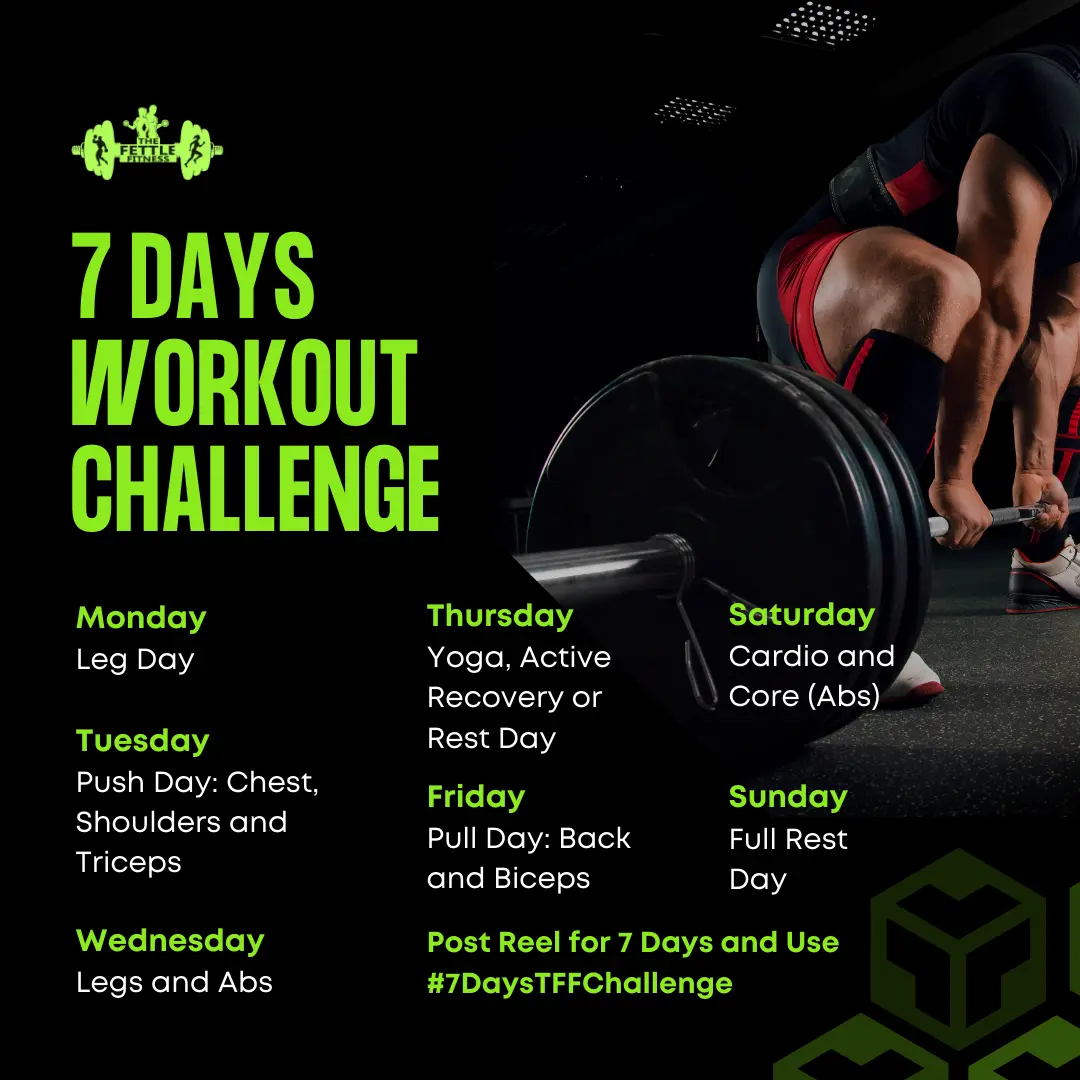 THE
FETTLE
FITNESS
7 DAYS
WORKOUT
CHALLENGE
Monday
Leg Day
Tuesday
Push Day: Chest,
Shoulders and
Triceps
Wednesday
Legs and Abs
Thursday
Yoga, Active
Recovery or
Rest Day
Friday
Pull Day: Back
and Biceps
Saturday
Cardio and
Core (Abs)
Sunday
Full Rest
Day
Post Reel for 7 Days and Use
#7DaysTFFChallenge